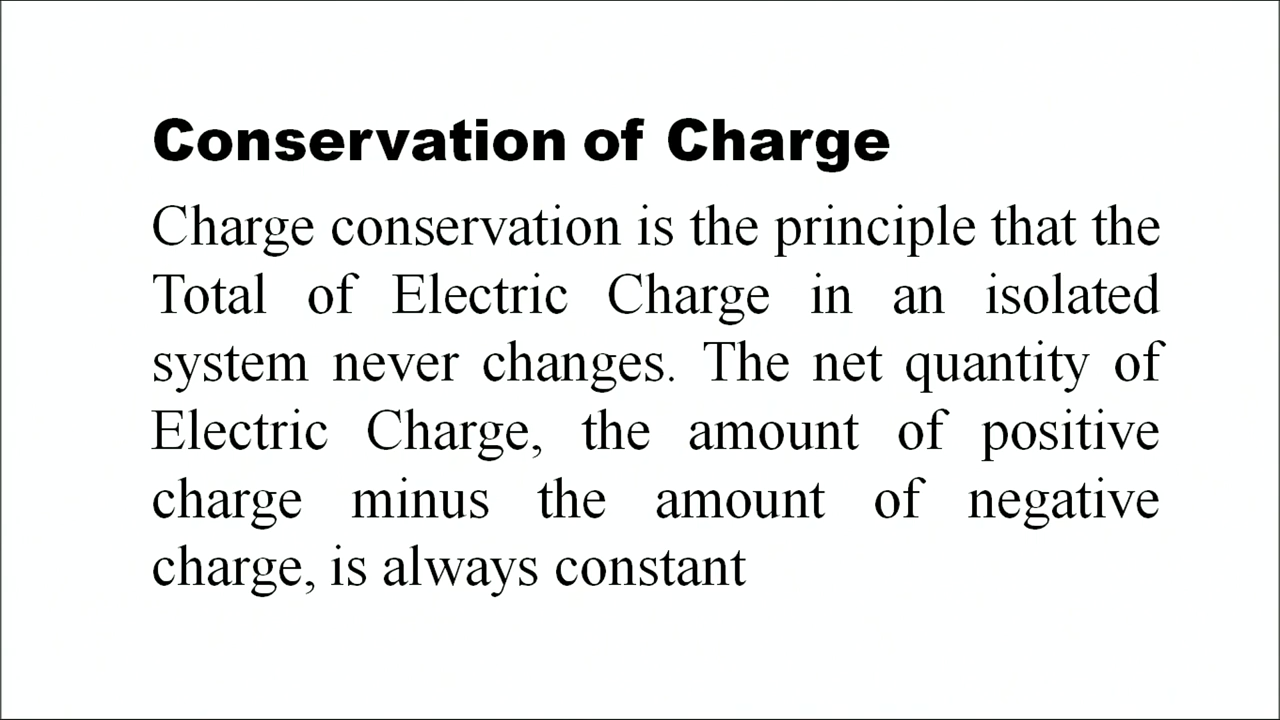 Conservation of Charge
Charge conservation is the principle that the
Total of Electric Charge in an isolated
system never changes. The net quantity of
Electric Charge, the amount of positive
charge minus the amount of negative
charge, is always constant